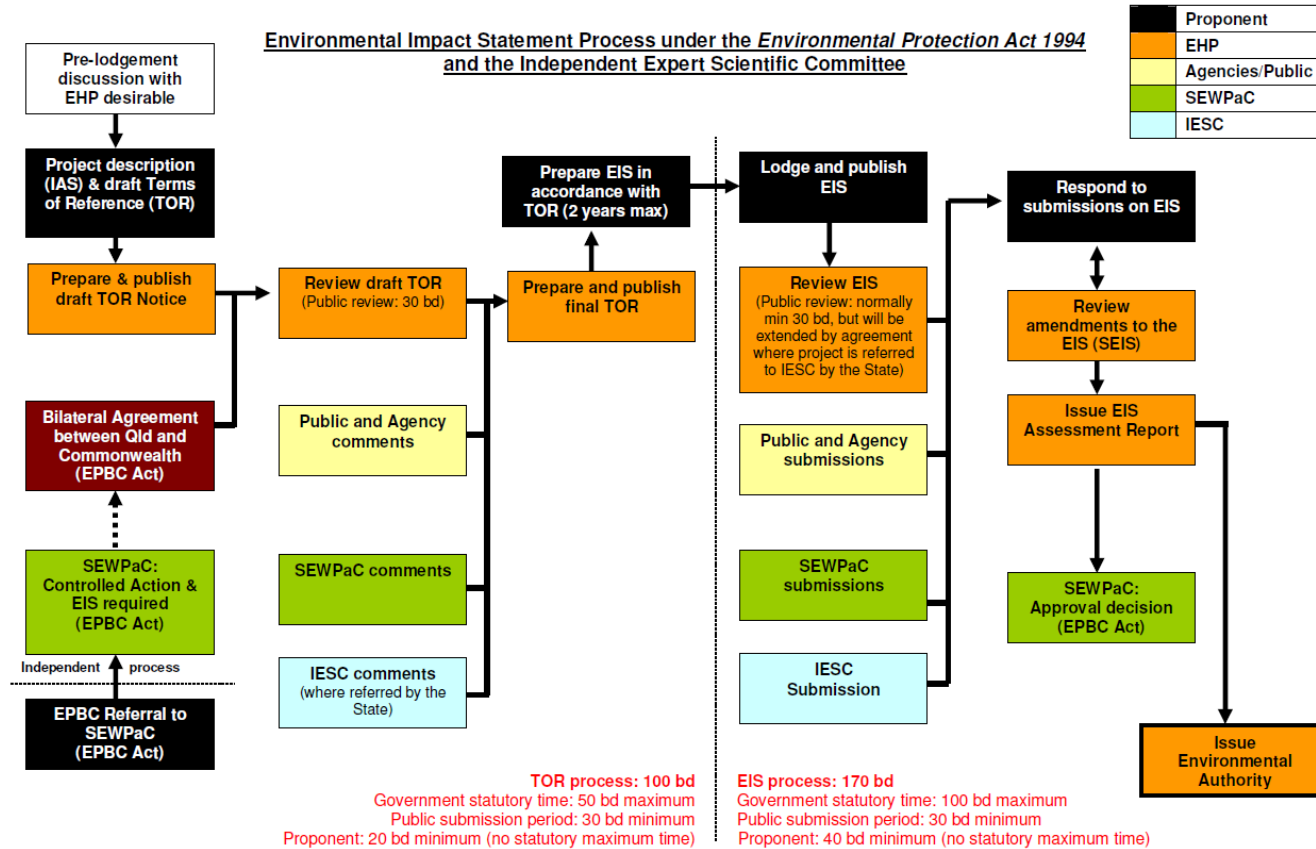 Environmental Impact Statement Process under the Environmental Protection Act 1994
and the Independent Expert Scientific Committee
Proponent
EHP
Agencies/Public
SEWPaC
IESC
Pre-lodgement
discussion with
EHP desirable
Project description
(IAS) & draft Terms
of Reference (TOR)
Prepare & publish
draft TOR Notice
Bilateral Agreement
between Qld and
Commonwealth
(EPBC Act)
SEWPaC:
Controlled Action &
EIS required
(EPBC Act)
Independent process
EPBC Referral to
SEWPaC
(EPBC Act)
Review draft TOR
(Public review: 30 bd)
Public and Agency
comments
SEWPaC comments
IESC comments
(where referred by the
State)
Prepare EIS in
accordance with
TOR (2 years max)
Prepare and publish
final TOR
TOR process: 100 bd
Government statutory time: 50 bd maximum
Public submission period: 30 bd minimum
Proponent: 20 bd minimum (no statutory maximum time)
Lodge and publish
EIS
Review EIS
(Public review: normally
min 30 bd, but will be
extended by agreement
where project is referred
to IESC by the State)
Public and Agency
submissions
SEWPaC
submissions
IESC
Submission
EIS process: 170 bd
Government statutory time: 100 bd maximum
Public submission period: 30 bd minimum
Proponent: 40 bd minimum (no statutory maximum time)
Respond to
submissions on EIS
Review
amendments to the
EIS (SEIS)
Issue EIS
Assessment Report
SEWPaC:
Approval decision
(EPBC Act)
Issue
Environmental
Authority